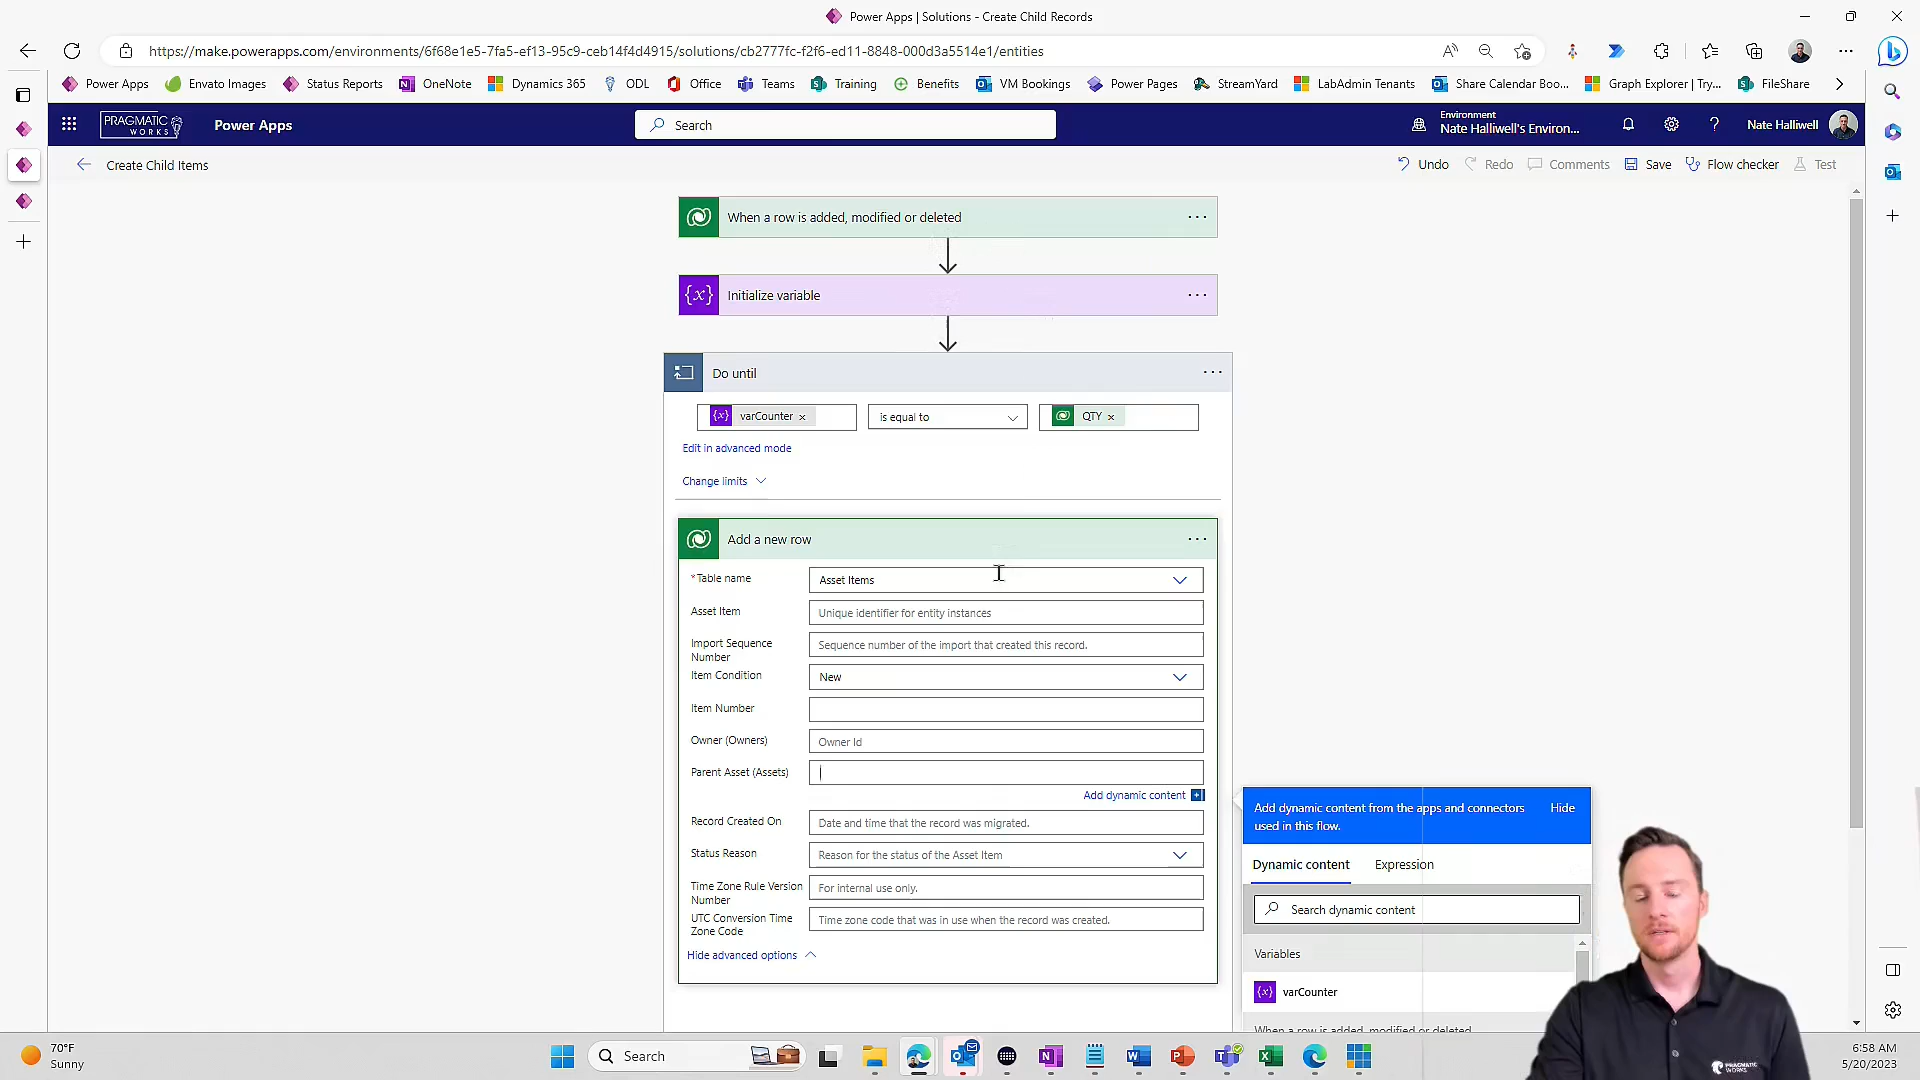 Power Apps | Solutions - Create Child Records
https://make.powerapps.com/environments/6f68e1e5-7fa5-ef13-95c9-ceb14f4d4915/solutions/cb2777fc-f2f6-ed11-8848-000d3a5514e1/entities
Power Apps Envato Images Status Reports OneNote Dynamics 365 ODL Office Teams Training Benefits VM Bookings Power Pages StreamYard LabAdmin Tenants Share Calendar Boo... Graph Explorer | Try... FileShare
PRAGMATIC WORKS Power Apps Search Environment Nate Halliwell's Environ... Nate Halliwell
Create Child Items Undo Redo Comments Save Flow checker Test
When a row is added, modified or deleted
{x} Initialize variable
Do until
{x} varCounter is equal to QTY
Edit in advanced mode
Change limits
Add a new row
*Table name Asset Items
Asset Item Unique identifier for entity instances
Import Sequence Number Sequence number of the import that created this record.
Item Condition New
Item Number
Owner (Owners) Owner Id
Parent Asset (Assets)
Add dynamic content
Record Created On Date and time that the record was migrated.
Status Reason Reason for the status of the Asset Item
Time Zone Rule Version Number For internal use only.
UTC Conversion Time Zone Code Time zone code that was in use when the record was created.
Hide advanced options
Add dynamic content from the apps and connectors used in this flow. Hide
Dynamic content Expression
Search dynamic content
Variables
{x} varCounter
When a row is added, modified or deleted
PRAGMATIC WORKS
70°F
Sunny
Search
6:58 AM
5/20/2023